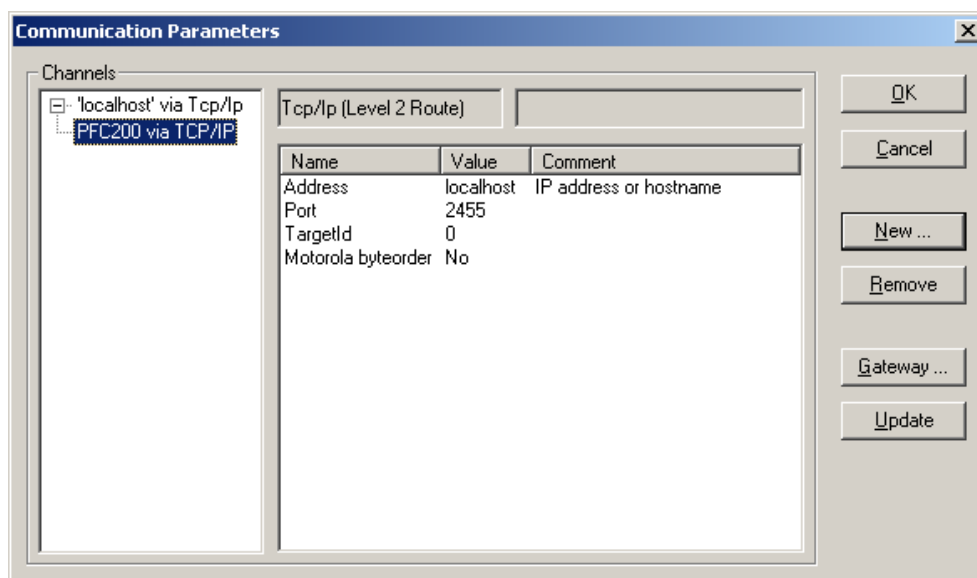 Communication Parameters
Channels
'localhost' via Tcp/Ip
PFC200 via TCP/IP
Tcp/Ip (Level 2 Route)
Name Value Comment
Address localhost IP address or hostname
Port 2455
TargetId 0
Motorola byteorder No
OK
Cancel
New ...
Remove
Gateway ...
Update